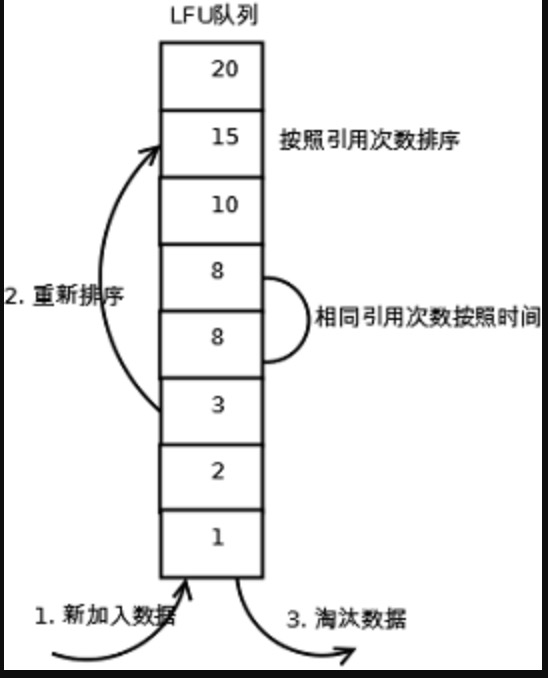 LFU队列
20
15
按照引用次数排序
10
8
2. 重新排序
相同引用次数按照时间
8
3
2
1
1. 新加入数据
3. 淘汰数据